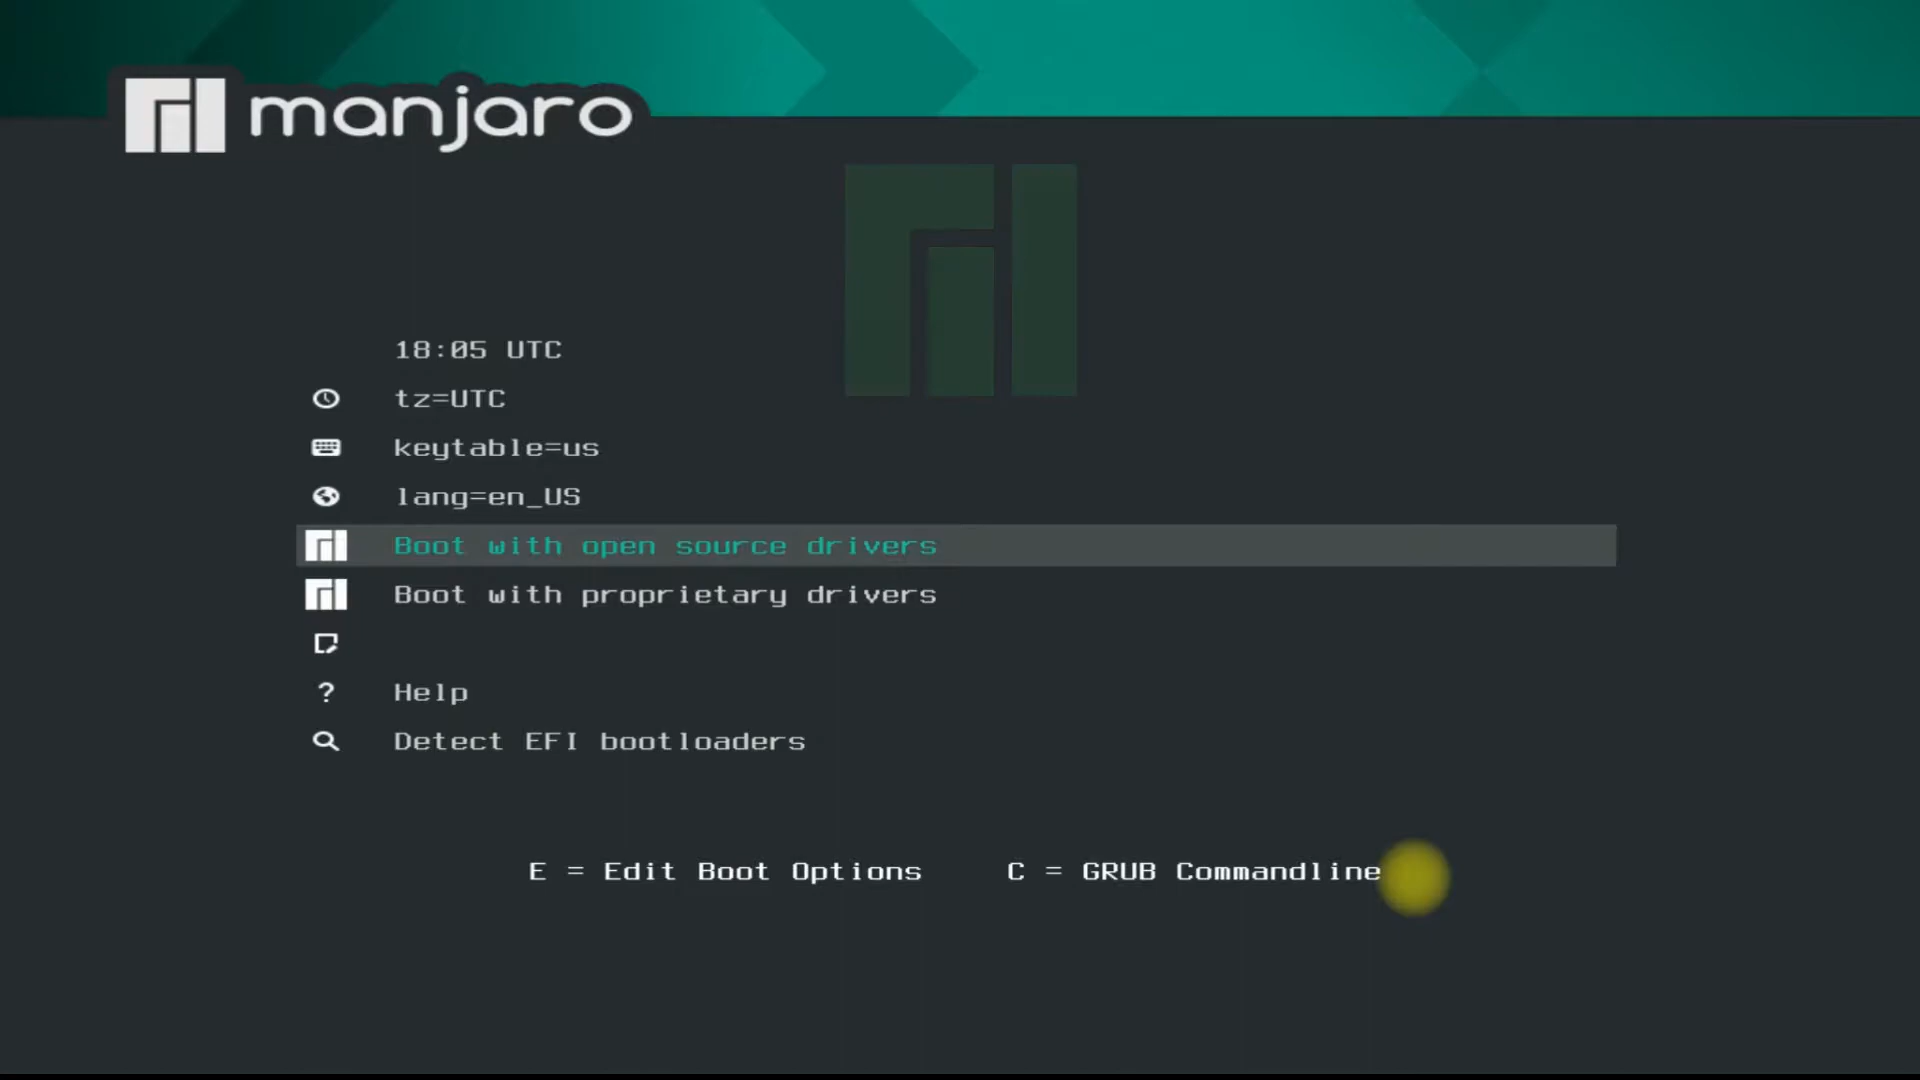 manjaro
18:05 UTC
tz=UTC
keytable=us
lang=en_US
Boot with open source drivers
Boot with proprietary drivers
? Help
Detect EFI bootloaders
E = Edit Boot Options C = GRUB Commandline